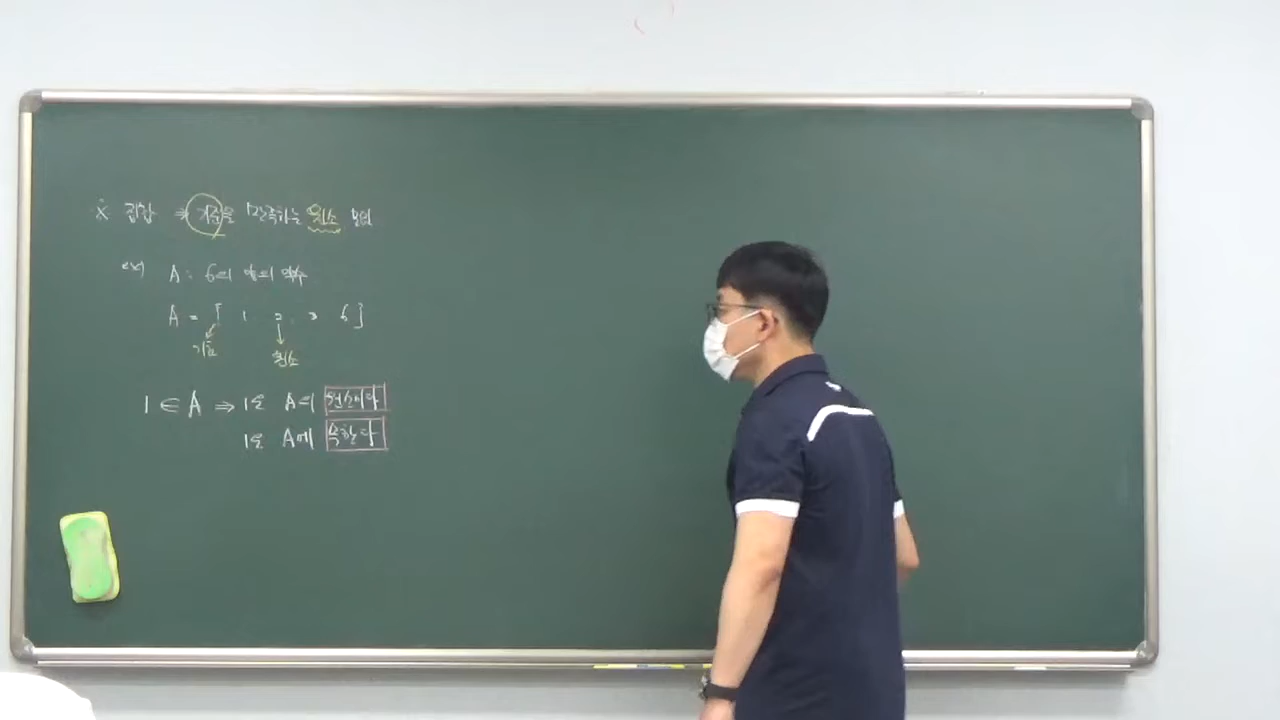 ※ 집합 ⇒ 기준을 만족하는 원소 모임
ex) A : 6의 양의 약수
A = { 1 2 3 6 }
기호 원소
1 ∈ A ⇒ 1은 A의 원소이다
1은 A에 속한다